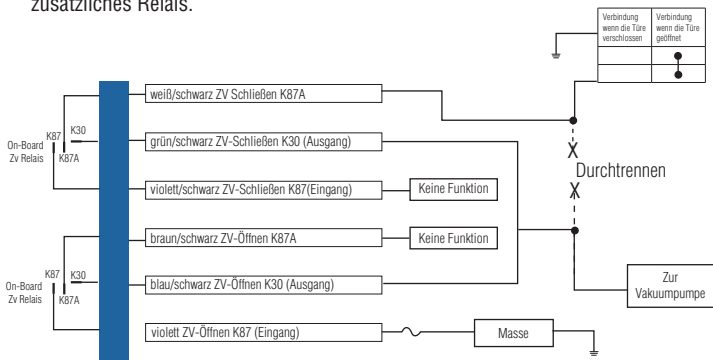 zusätzliches Relais.
Verbindung wenn die Türe verschlossen
Verbindung wenn die Türe geöffnet
weiß/schwarz ZV Schließen K87A
K87
K30
K87A
On-Board Zv Relais
grün/schwarz ZV-Schließen K30 (Ausgang)
X
Durchtrennen
X
violett/schwarz ZV-Schließen K87(Eingang)
Keine Funktion
braun/schwarz ZV-Öffnen K87A
Keine Funktion
K87
K30
K87A
On-Board Zv Relais
blau/schwarz ZV-Öffnen K30 (Ausgang)
Zur Vakuumpumpe
violett ZV-Öffnen K87 (Eingang)
Masse